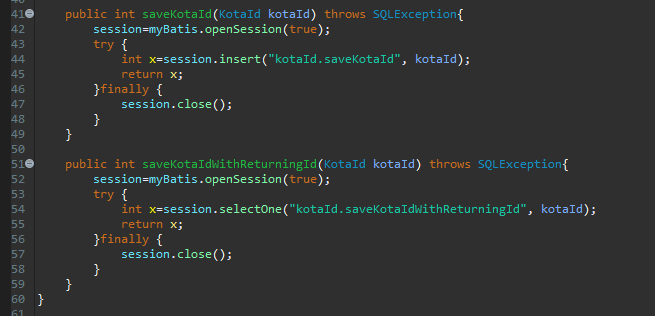 41 public int saveKotaId(KotaId kotaId) throws SQLException{
42 session=myBatis.openSession(true);
43 try {
44 int x=session.insert("kotaId.saveKotaId", kotaId);
45 return x;
46 }finally {
47 session.close();
48 }
49 }
50
51 public int saveKotaIdWithReturningId(KotaId kotaId) throws SQLException{
52 session=myBatis.openSession(true);
53 try {
54 int x=session.selectOne("kotaId.saveKotaIdWithReturningId", kotaId);
55 return x;
56 }finally {
57 session.close();
58 }
59 }
60 }
61